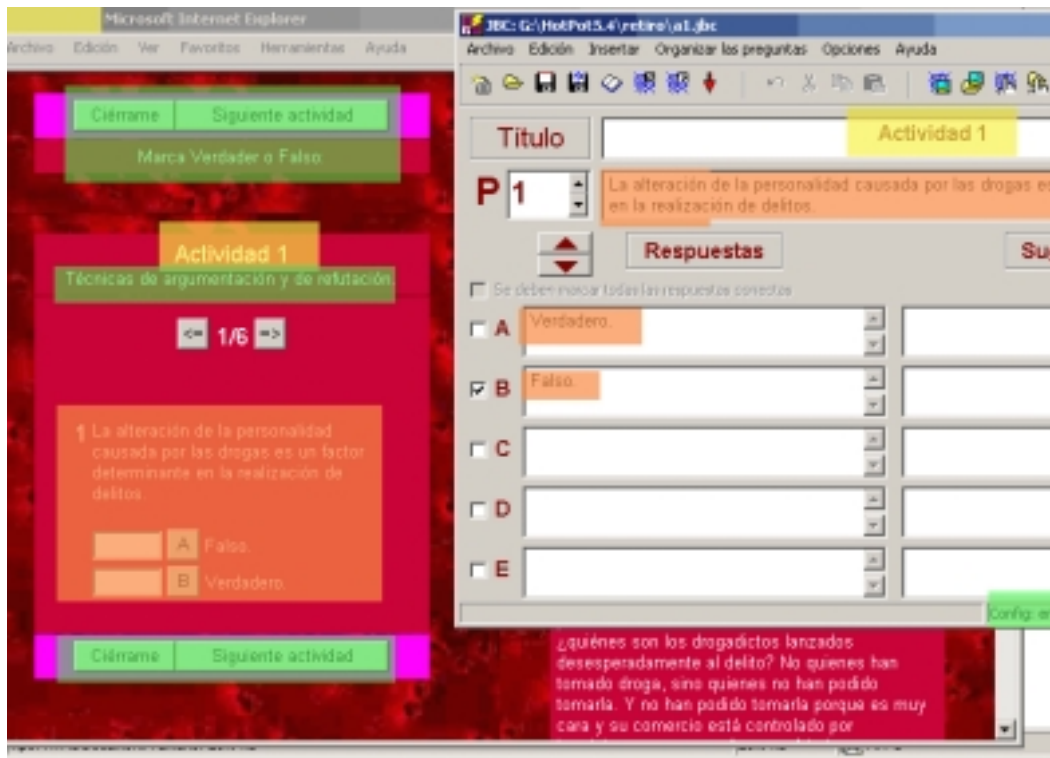 Microsoft Internet Explorer
Archivo Edición Ver Favoritos Herramientas Ayuda
Ciérrame Siguiente actividad
Marca Verdader o Falso:
Actividad 1
Técnicas de argumentación y de refutación.
<= 1/6 =>
1 La alteración de la personalidad
causada por las drogas es un factor
determinante en la realización de
delitos.
A Falso.
B Verdadero.
Ciérrame Siguiente actividad
JBC: G:\HotPot5.4\retiro\a1.jbc
Archivo Edición Insertar Organizar las preguntas Opciones Ayuda
Título Actividad 1
P 1 La alteración de la personalidad causada por las drogas es
en la realización de delitos.
Respuestas Su
Se deben marcar todas las respuestas correctas
A Verdadero.
B Falso.
C
D
E
Config: 
¿quiénes son los drogadictos lanzados
desesperadamente al delito? No quienes han
tomado droga, sino quienes no han podido
tomarla. Y no han podido tomarla porque es muy
cara y su comercio está controlado por